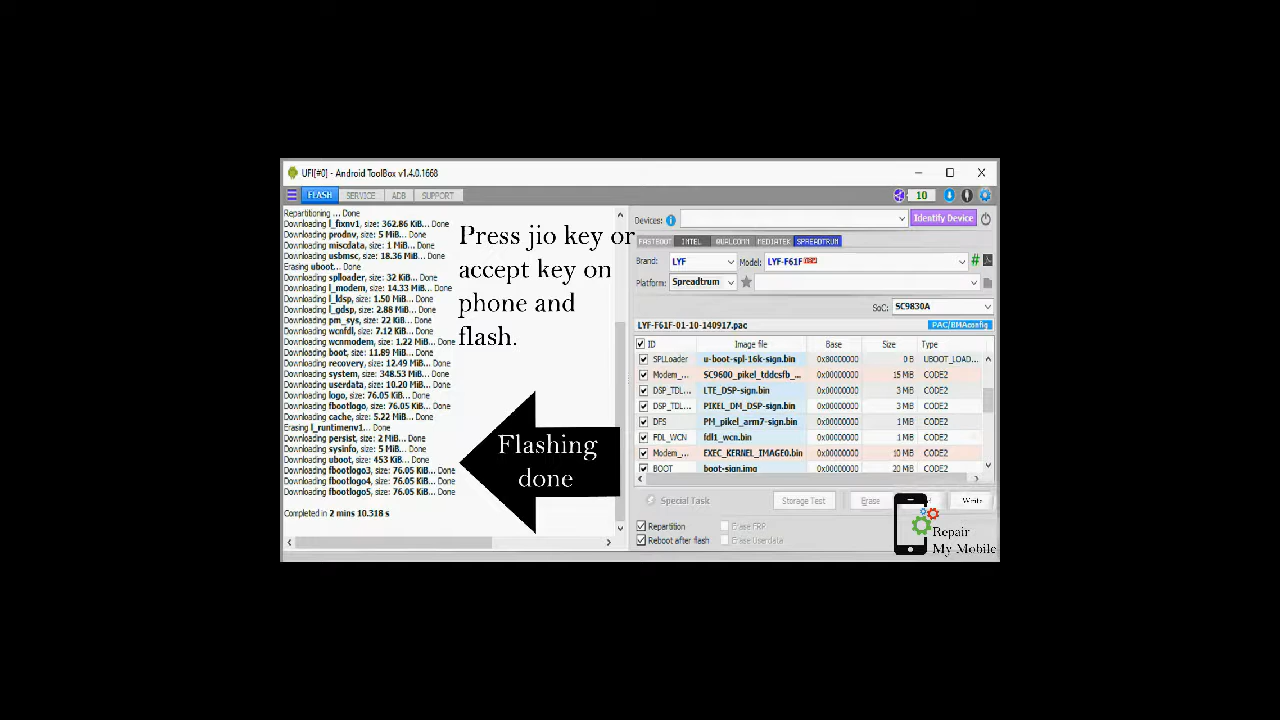 UFI[#0] - Android ToolBox v1.4.0.1668
FLASH SERVICE ADB SUPPORT
10
Repartitioning ... Done
Downloading l_fixnv1, size: 362.86 KiB... Done
Downloading prodnv, size: 5 MiB... Done
Downloading miscdata, size: 1 MiB... Done
Downloading usbmsc, size: 18.36 MiB... Done
Erasing uboot... Done
Downloading splloader, size: 32 KiB... Done
Downloading l_modem, size: 14.33 MiB... Done
Downloading l_ldsp, size: 1.50 MiB... Done
Downloading l_gdsp, size: 2.88 MiB... Done
Downloading pm_sys, size: 22 KiB... Done
Downloading wcnfdl, size: 7.12 KiB... Done
Downloading wcnmodem, size: 1.22 MiB... Done
Downloading boot, size: 11.89 MiB... Done
Downloading recovery, size: 12.49 MiB... Done
Downloading system, size: 348.53 MiB... Done
Downloading userdata, size: 10.20 MiB... Done
Downloading logo, size: 76.05 KiB... Done
Downloading fbootlogo, size: 76.05 KiB... Done
Downloading cache, size: 5.22 MiB... Done
Erasing l_runtimenv1... Done
Downloading persist, size: 2 MiB... Done
Downloading sysinfo, size: 5 MiB... Done
Downloading uboot, size: 453 KiB... Done
Downloading fbootlogo3, size: 76.05 KiB... Done
Downloading fbootlogo4, size: 76.05 KiB... Done
Downloading fbootlogo5, size: 76.05 KiB... Done
Completed in 2 mins 10.318 s
Press jio key or
accept key on
phone and
flash.
Flashing
done
Devices: Identify Device
FASTBOOT INTEL QUALCOMM MEDIATEK SPREADTRUM
Brand: LYF Model: LYF-F61F
Platform: Spreadtrum
SoC: SC9830A
LYF-F61F-01-10-140917.pac PAC/BMAconfig
ID Image file Base Size Type
SPLLoader u-boot-spl-16k-sign.bin 0x80000000 0 B UBOOT_LOAD...
Modem_... SC9600_pikel_tddcsfb_... 0x00000000 15 MB CODE2
DSP_TDL... LTE_DSP-sign.bin 0x00000000 3 MB CODE2
DSP_TDL... PIKEL_DM_DSP-sign.bin 0x00000000 3 MB CODE2
DFS PM_pikel_arm7-sign.bin 0x00000000 1 MB CODE2
FDL_WCN fdl1_wcn.bin 0x00000000 1 MB CODE2
Modem_... EXEC_KERNEL_IMAGE0.bin 0x00000000 10 MB CODE2
BOOT boot-sign.img 0x00000000 20 MB CODE2
Special Task Storage Test Erase Write
Repartition Erase FRP
Reboot after flash Erase Userdata
Repair
My Mobile